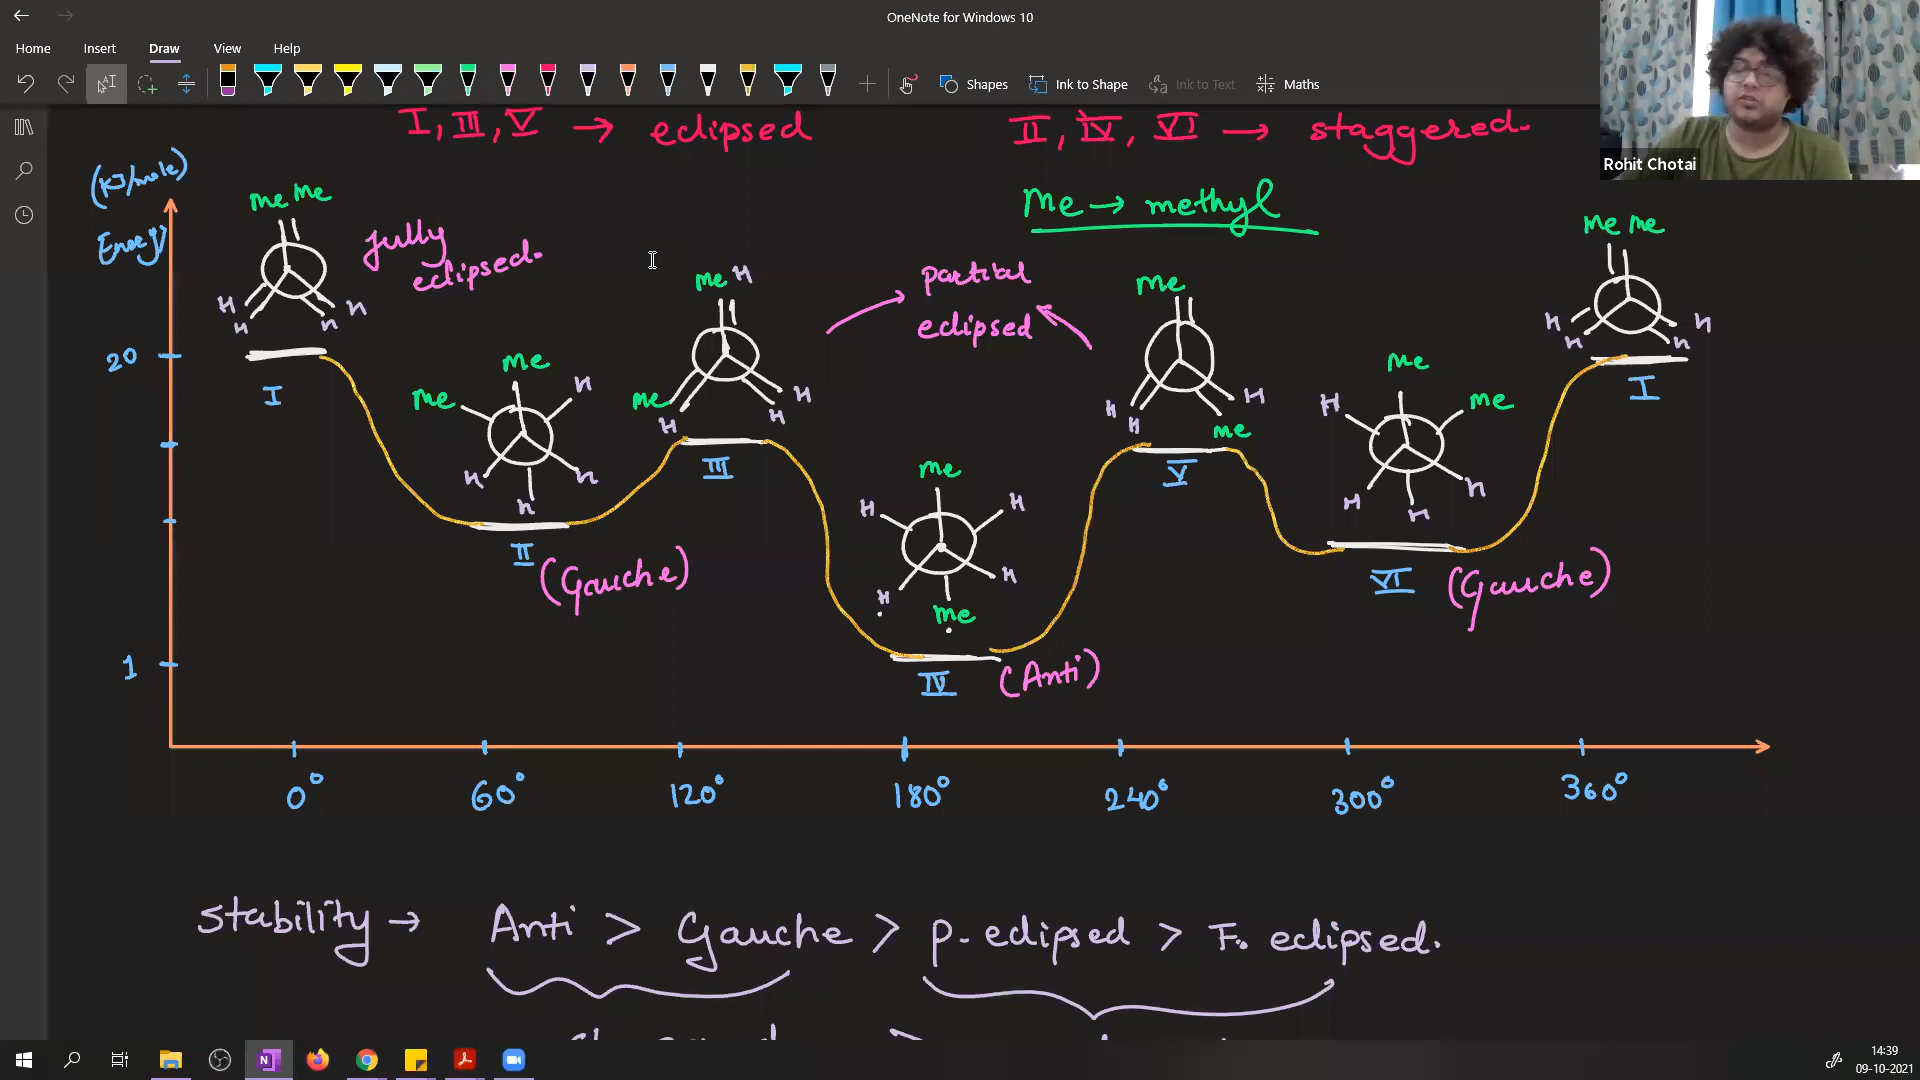 OneNote for Windows 10
Home Insert Draw View Help
Shapes Ink to Shape Ink to Text Maths
Rohit Chotai
I, III, V → eclipsed
II, IV, VI → staggered.
(KJ/mole)
Energy
Me → methyl
Me Me
fully
eclipsed.
H H H H
20
I
Me
Me H
H H
H
II
(Gauche)
Me H
Me H
H H
III
partial
eclipsed
Me
H H
H Me
H
IV
(Anti)
Me
H H
H Me
V
Me
H Me
H H
H
VI
(Gauche)
Me Me
H H H H
I
1
0° 60° 120° 180° 240° 300° 360°
Stability → Anti > Gauche > P. eclipsed > F. eclipsed.
14:39
09-10-2021